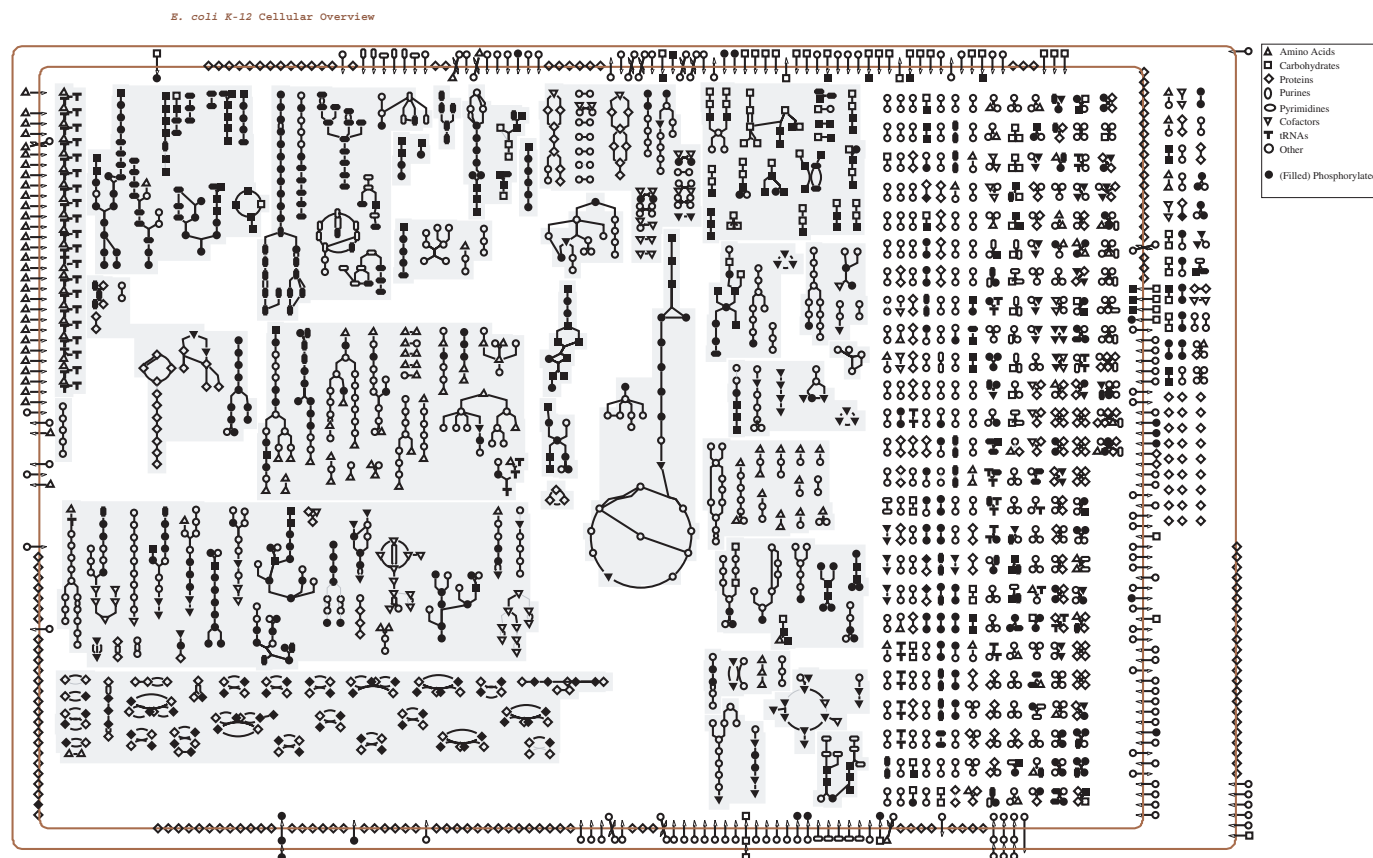 E. coli K-12 Cellular Overview
Amino Acids
Carbohydrates
Proteins
Purines
Pyrimidines
Cofactors
tRNAs
Other
(Filled) Phosphorylated